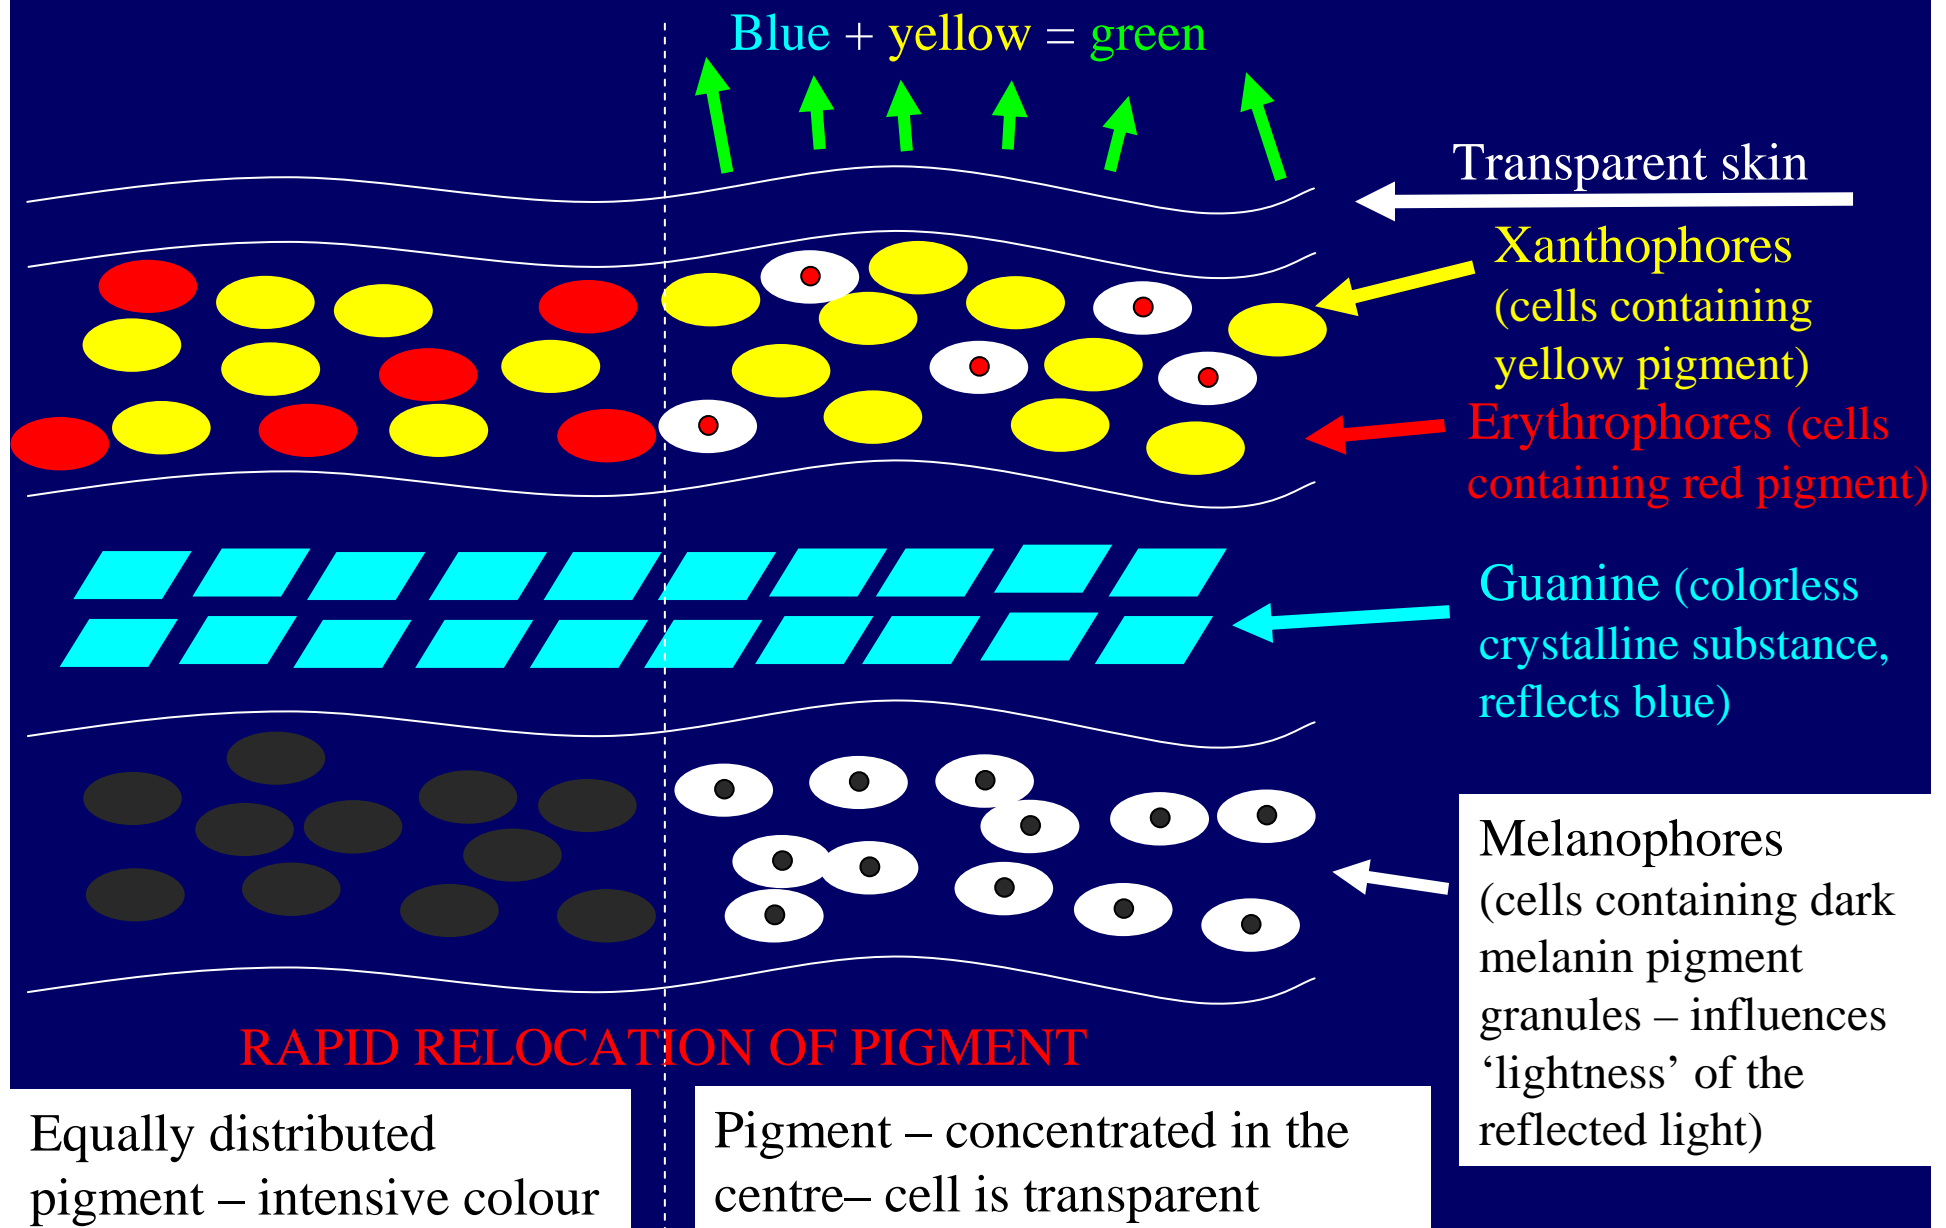 Blue + yellow = green
Transparent skin
Xanthophores
(cells containing
yellow pigment)
Erythrophores (cells
containing red pigment)
Guanine (colorless
crystalline substance,
reflects blue)
Melanophores
(cells containing dark
melanin pigment
granules – influences
‘lightness’ of the
reflected light)
RAPID RELOCATION OF PIGMENT
Equally distributed
pigment – intensive colour
Pigment – concentrated in the
centre– cell is transparent